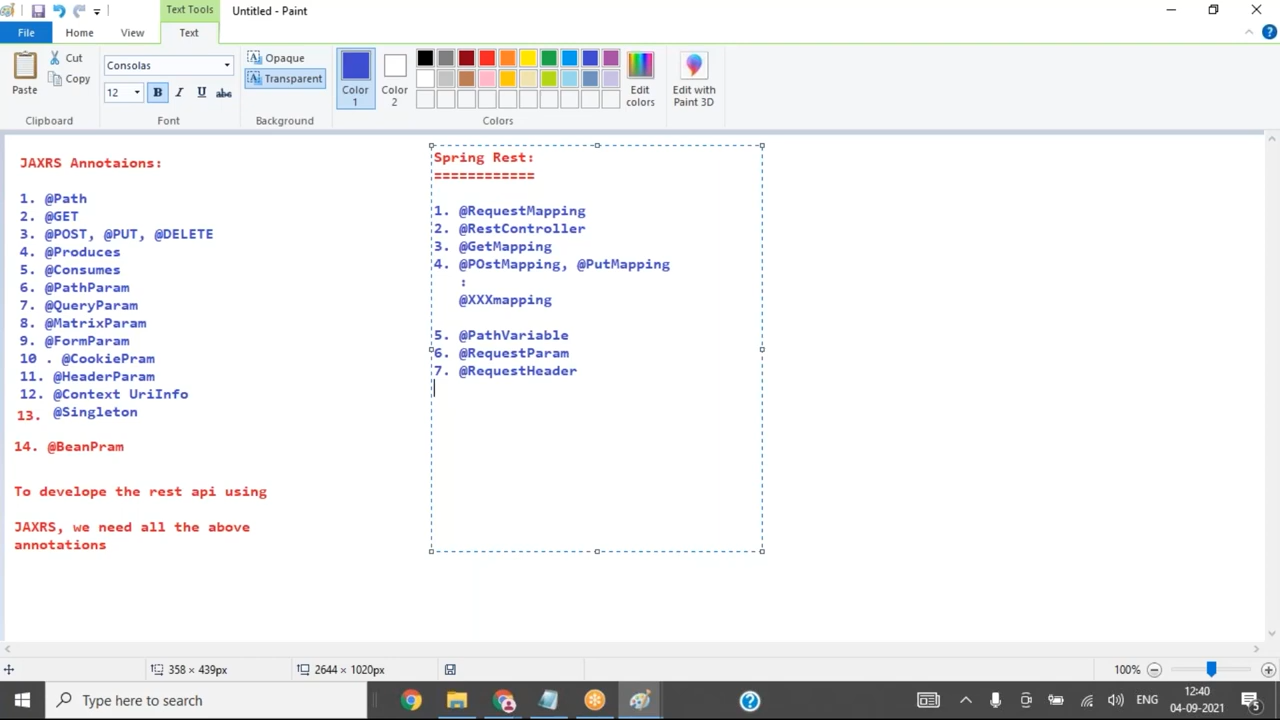 Text Tools
Untitled - Paint
File
Home
View
Text
Paste
Cut
Copy
Clipboard
Consolas
12
B
I
U
abc
Font
Opaque
Transparent
Background
Color 1
Color 2
Edit colors
Edit with Paint 3D
Colors
JAXRS Annotaions:
1. @Path
2. @GET
3. @POST, @PUT, @DELETE
4. @Produces
5. @Consumes
6. @PathParam
7. @QueryParam
8. @MatrixParam
9. @FormParam
10 . @CookiePram
11. @HeaderParam
12. @Context UriInfo
13. @Singleton
14. @BeanPram
To develope the rest api using
JAXRS, we need all the above
annotations
Spring Rest:
============
1. @RequestMapping
2. @RestController
3. @GetMapping
4. @POstMapping, @PutMapping
:
@XXXmapping
5. @PathVariable
6. @RequestParam
7. @RequestHeader
358 × 439px
2644 × 1020px
100%
Type here to search
ENG
12:40
04-09-2021
5